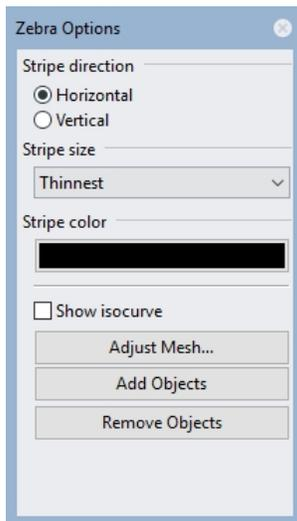 Zebra Options
Stripe direction
Horizontal
Vertical
Stripe size
Thinnest
Stripe color
Show isocurve
Adjust Mesh...
Add Objects
Remove Objects